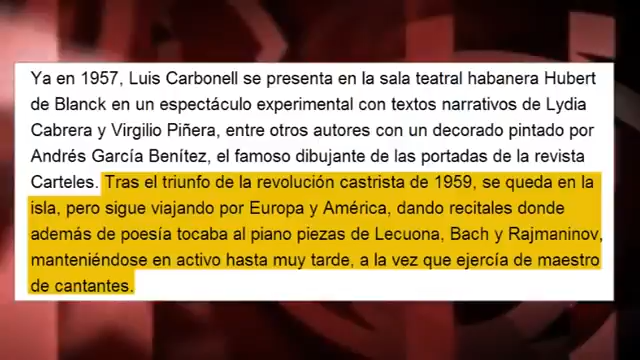 Ya en 1957, Luis Carbonell se presenta en la sala teatral habanera Hubert
de Blanck en un espectáculo experimental con textos narrativos de Lydia
Cabrera y Virgilio Piñera, entre otros autores con un decorado pintado por
Andrés García Benítez, el famoso dibujante de las portadas de la revista
Carteles. Tras el triunfo de la revolución castrista de 1959, se queda en la
isla, pero sigue viajando por Europa y América, dando recitales donde
además de poesía tocaba al piano piezas de Lecuona, Bach y Rajmaninov,
manteniéndose en activo hasta muy tarde, a la vez que ejercía de maestro
de cantantes.